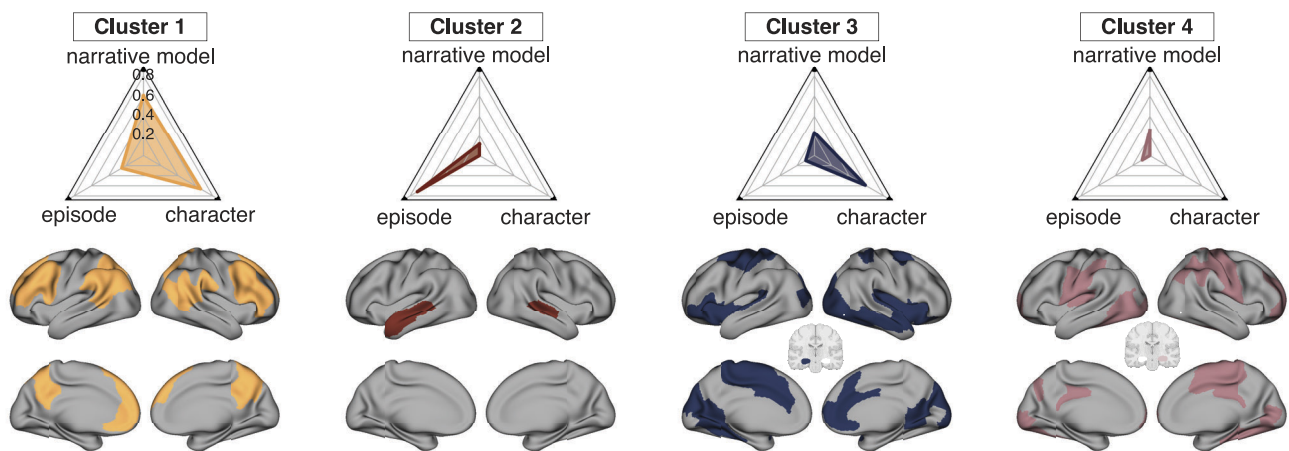 Cluster 1
narrative model
0.8
0.6
0.4
0.2
episode
character
Cluster 2
narrative model
episode
character
Cluster 3
narrative model
episode
character
Cluster 4
narrative model
episode
character